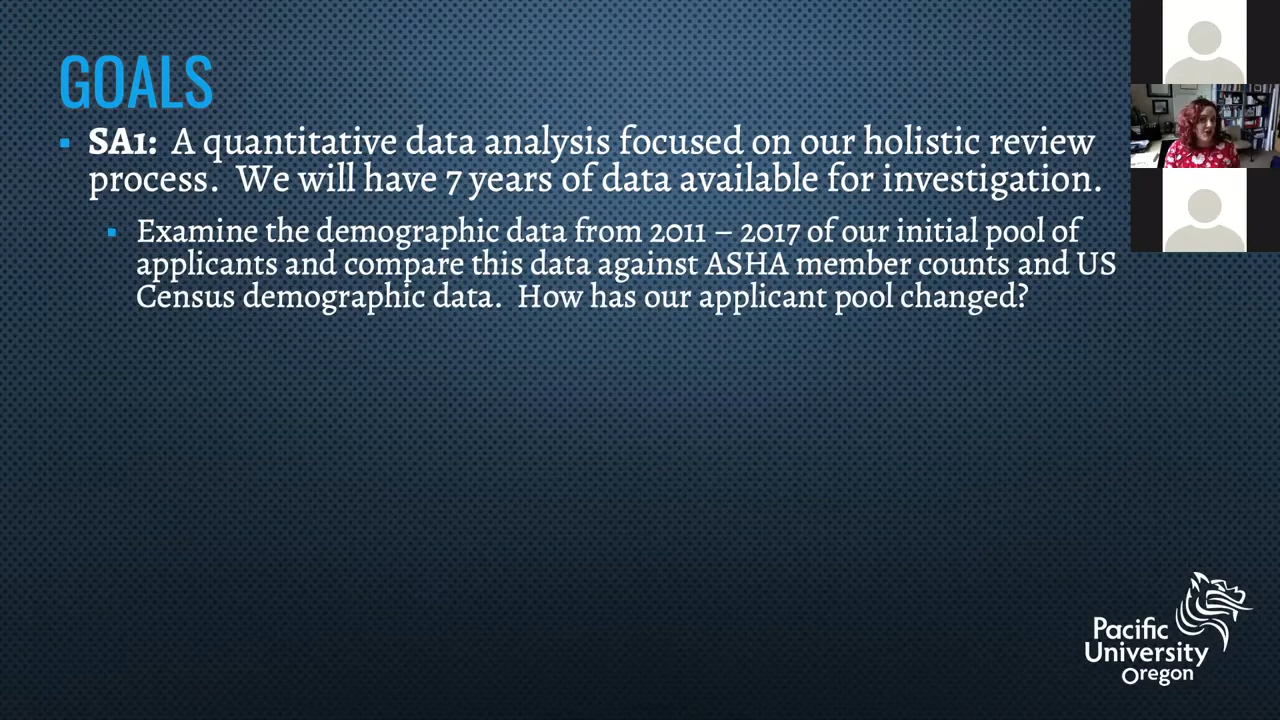 GOALS
▪ SA1: A quantitative data analysis focused on our holistic review
process. We will have 7 years of data available for investigation.
▪ Examine the demographic data from 2011 – 2017 of our initial pool of
applicants and compare this data against ASHA member counts and US
Census demographic data. How has our applicant pool changed?
Pacific
University
Oregon